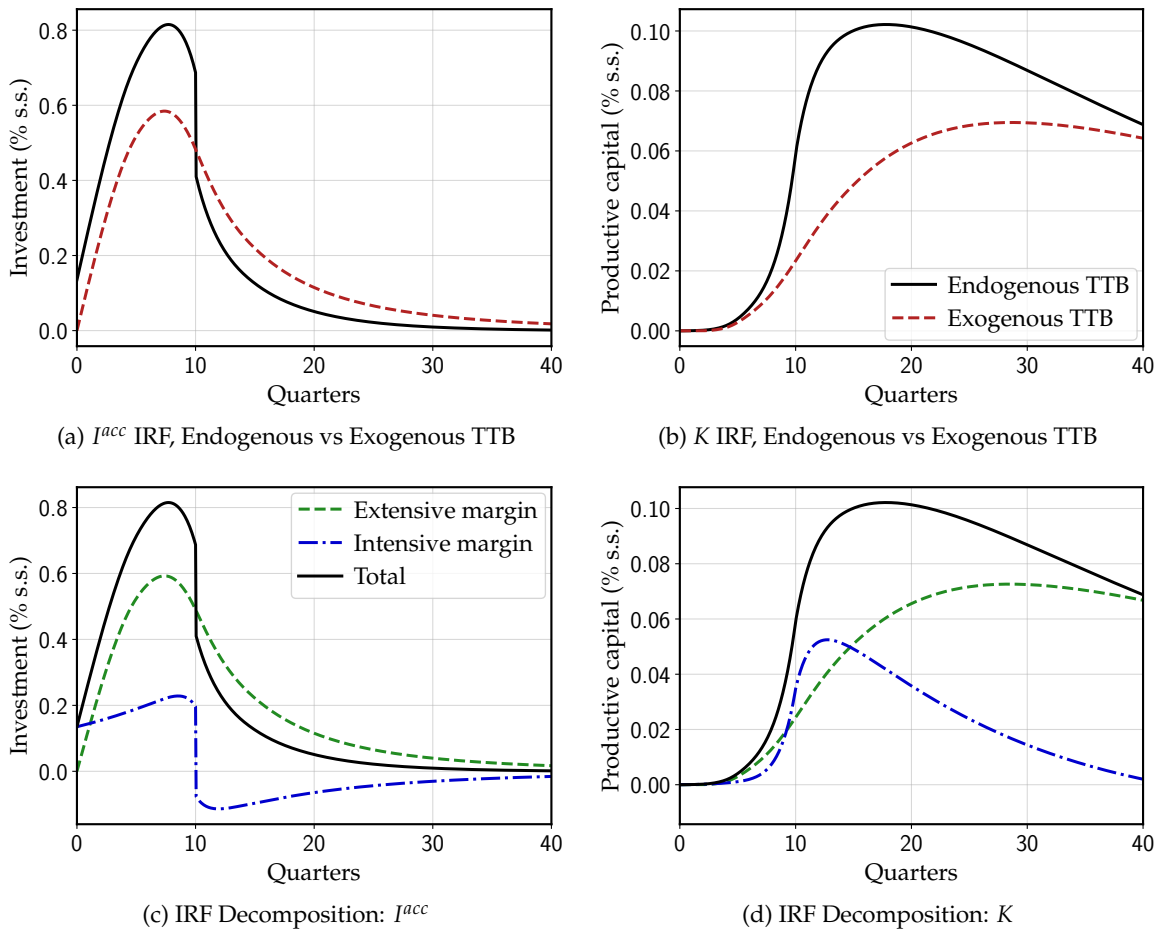 0.8
0.6
0.4
0.2
0.0
Investment (% s.s.)
0 10 20 30 40
Quarters
(a) I^acc IRF, Endogenous vs Exogenous TTB
0.10
0.08
0.06
0.04
0.02
0.00
Productive capital (% s.s.)
Endogenous TTB
Exogenous TTB
0 10 20 30 40
Quarters
(b) K IRF, Endogenous vs Exogenous TTB
0.8
0.6
0.4
0.2
0.0
Investment (% s.s.)
Extensive margin
Intensive margin
Total
0 10 20 30 40
Quarters
(c) IRF Decomposition: I^acc
0.10
0.08
0.06
0.04
0.02
0.00
Productive capital (% s.s.)
0 10 20 30 40
Quarters
(d) IRF Decomposition: K